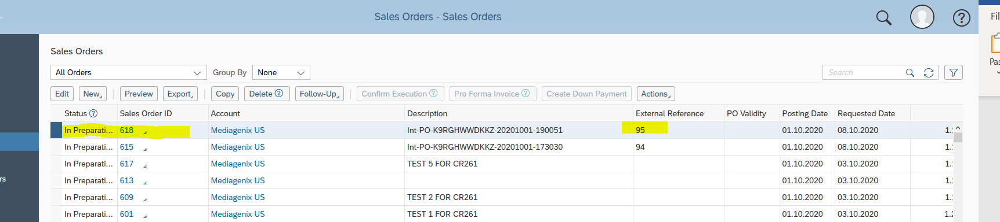 Sales Orders - Sales Orders
?
Fil
Sales Orders
All Orders Group By None Search
Pas
Edit New Preview Export Copy Delete ? Follow-Up Confirm Execution ? Pro Forma Invoice ? Create Down Payment Actions
Status ? Sales Order ID Account Description External Reference PO Validity Posting Date Requested Date
In Preparati... 618 Mediagenix US Int-PO-K9RGHWWDKKZ-20201001-190051 95 01.10.2020 08.10.2020 1.
In Preparati... 615 Mediagenix US Int-PO-K9RGHWWDKKZ-20201001-173030 94 01.10.2020 08.10.2020 1.
In Preparati... 617 Mediagenix US TEST 5 FOR CR261 01.10.2020 03.10.2020 1.
rs In Preparati... 613 Mediagenix US 01.10.2020 03.10.2020 1.
In Preparati... 609 Mediagenix US TEST 2 FOR CR261 01.10.2020 03.10.2020 1.
In Preparati... 601 Mediagenix US TEST 1 FOR CR261 01.10.2020 03.10.2020 1.2